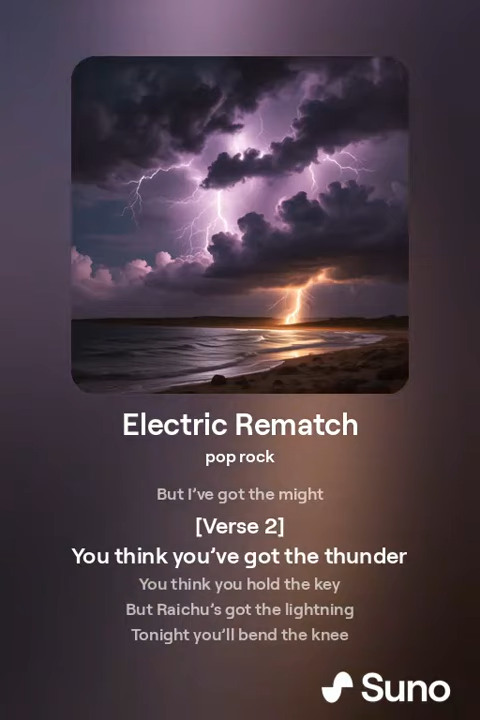 Electric Rematch
pop rock
But I've got the might
[Verse 2]
You think you've got the thunder
You think you hold the key
But Raichu's got the lightning
Tonight you'll bend the knee
Suno